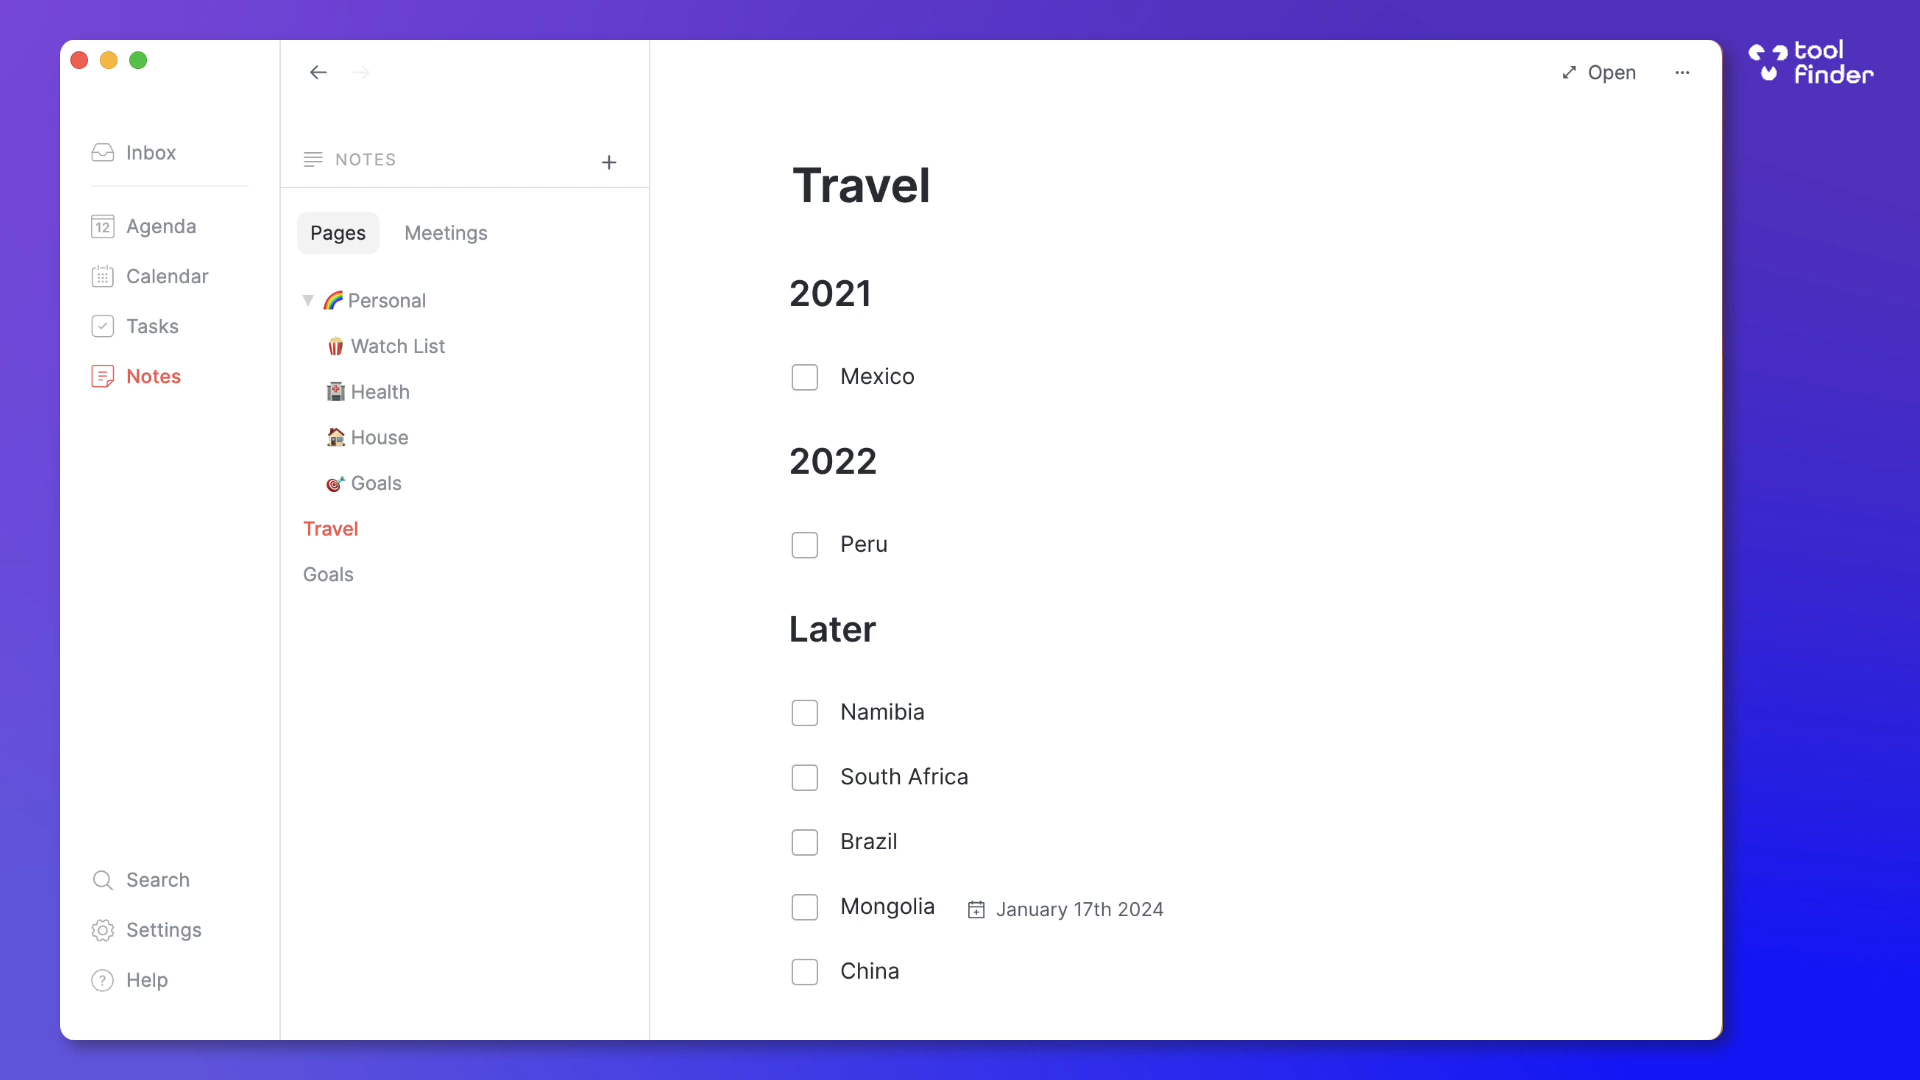 tool
finder
Inbox
12
Agenda
Calendar
Tasks
Notes
Search
Settings
? Help
NOTES
+
Pages Meetings
Personal
Watch List
Health
House
Goals
Travel
Goals
Open ...
Travel
2021
Mexico
2022
Peru
Later
Namibia
South Africa
Brazil
Mongolia January 17th 2024
China